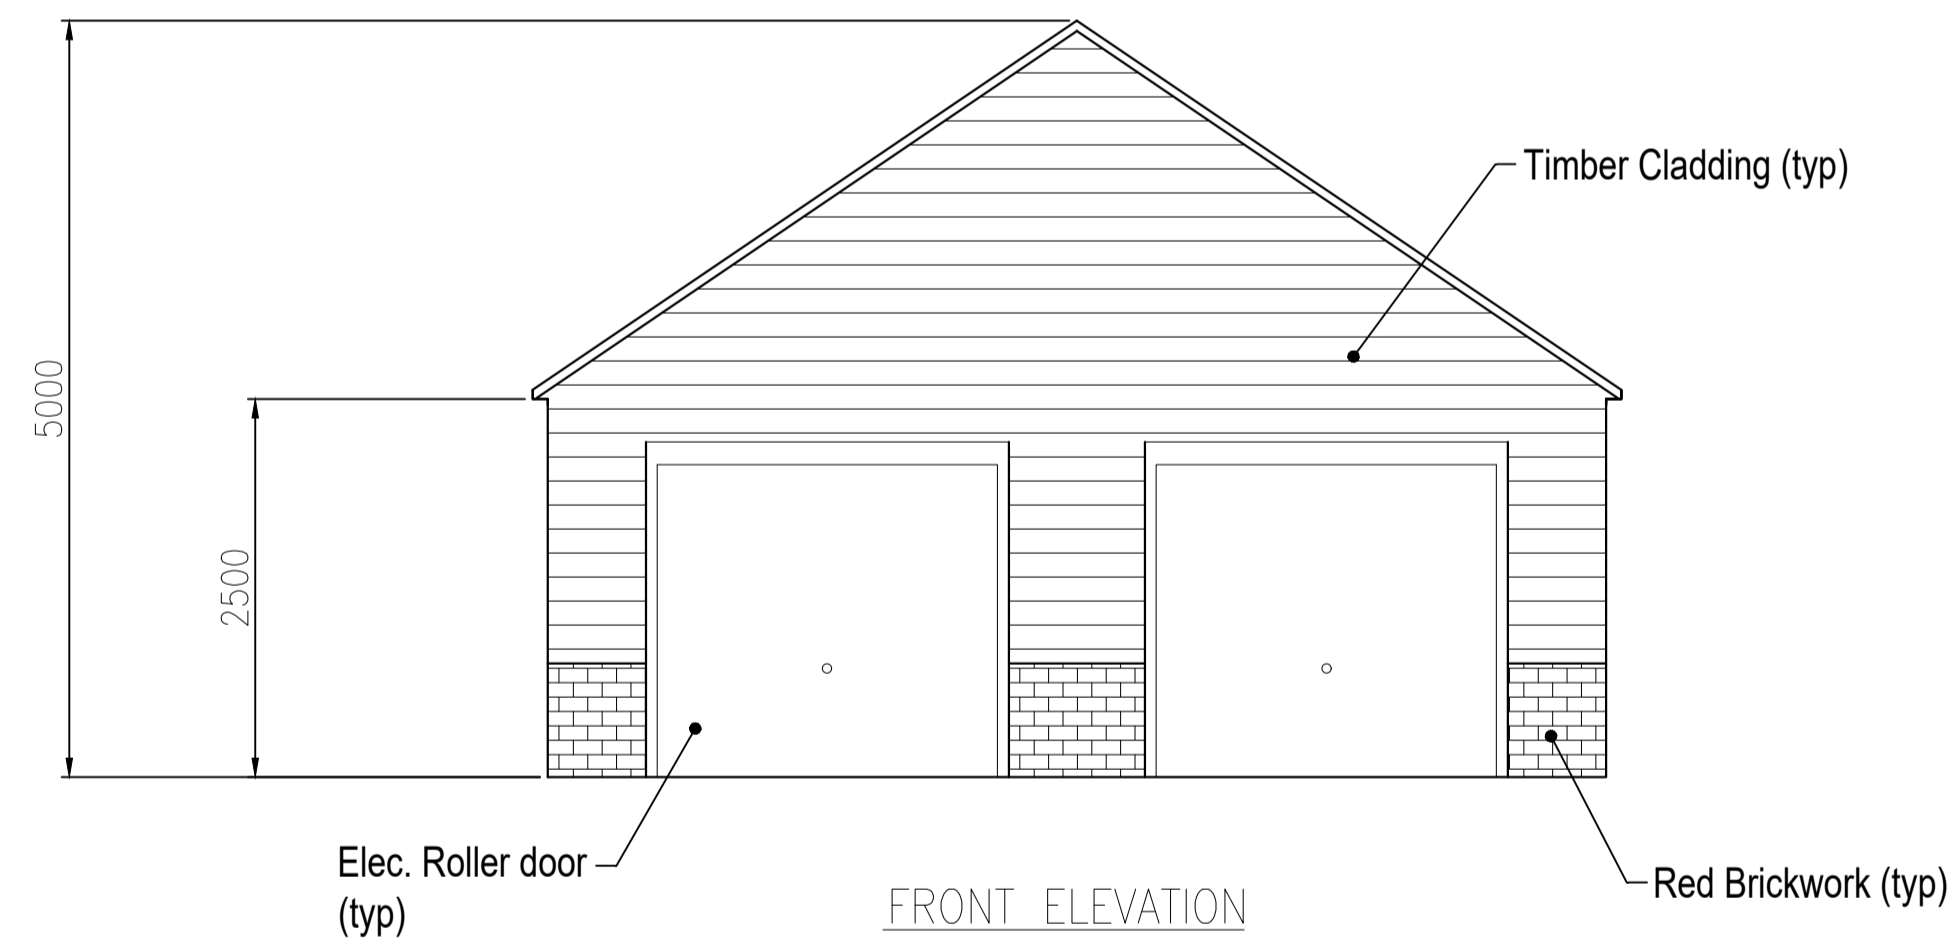 5000
Timber Cladding (typ)
2500
Elec. Roller door
(typ)
Red Brickwork (typ)
FRONT ELEVATION